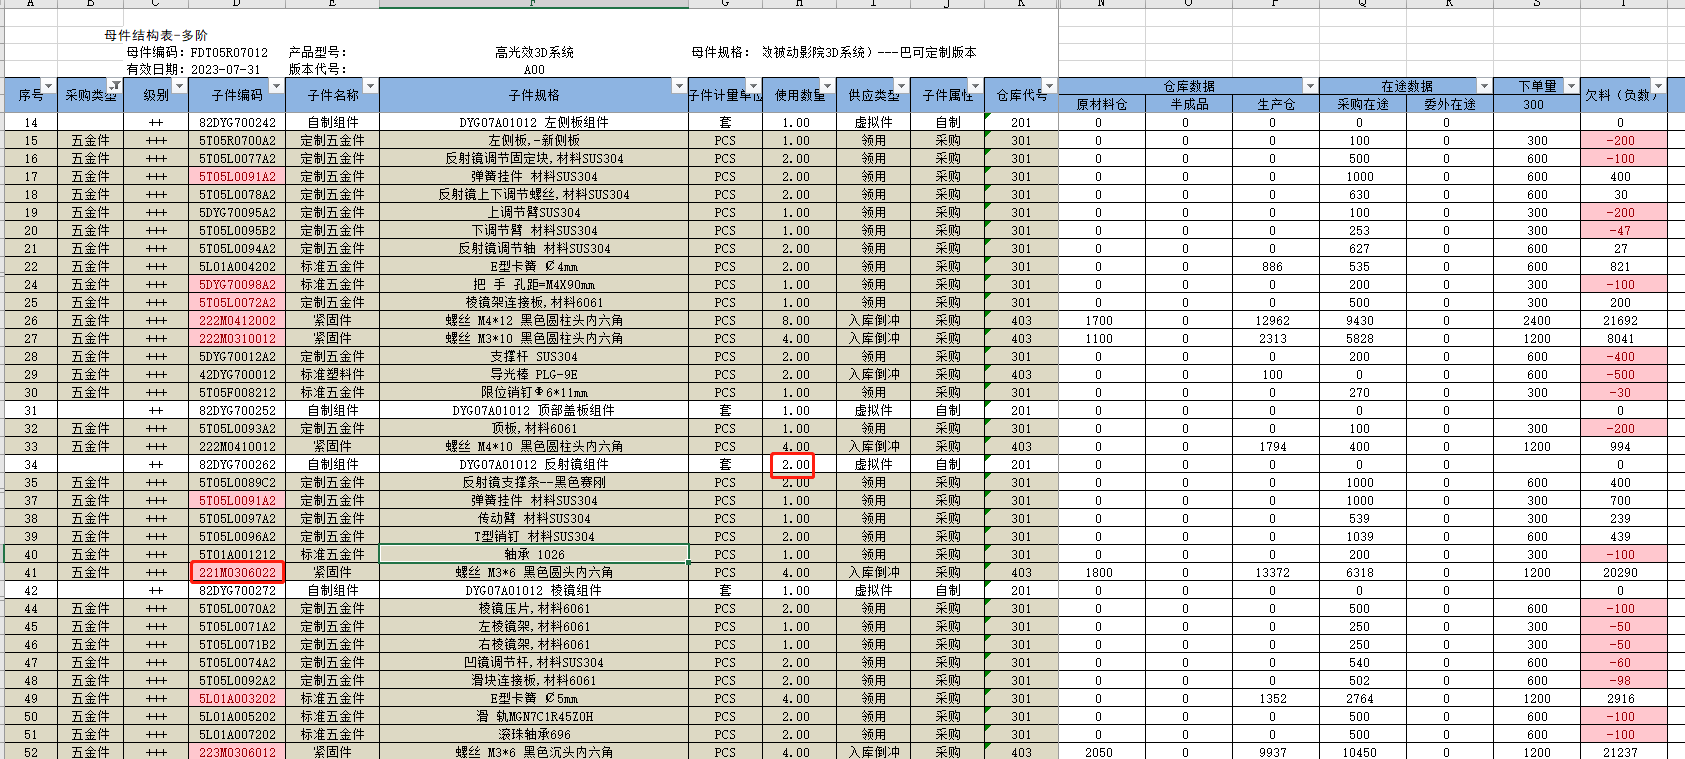 A B C D E F G H I J K N O P Q R S T
母件结构表-多阶
母件编码: FDT05R07012 产品型号: 高光效3D系统 母件规格: 效被动影院3D系统）---巴可定制版本
有效日期: 2023-07-31 版本代号: A00
序号 采购类型 级别 子件编码 子件名称 子件规格 子件计量单位 使用数量 供应类型 子件属性 仓库代号 仓库数据 在途数据 下单量 欠料（负数）
原材料仓 半成品 生产仓 采购在途 委外在途 300
14 ++ 82DYG700242 自制组件 DYG07A01012 左侧板组件 套 1.00 虚拟件 自制 201 0 0 0 0 0 0
15 五金件 +++ 5T05R0700A2 定制五金件 左侧板,-新侧板 PCS 1.00 领用 采购 301 0 0 0 100 0 300 -200
16 五金件 +++ 5T05L0077A2 定制五金件 反射镜调节固定块,材料SUS304 PCS 2.00 领用 采购 301 0 0 0 500 0 600 -100
17 五金件 +++ 5T05L0091A2 定制五金件 弹簧挂件 材料SUS304 PCS 2.00 领用 采购 301 0 0 0 1000 0 600 400
18 五金件 +++ 5T05L0078A2 定制五金件 反射镜上下调节螺丝,材料SUS304 PCS 2.00 领用 采购 301 0 0 0 630 0 600 30
19 五金件 +++ 5DYG70095A2 定制五金件 上调节臂SUS304 PCS 1.00 领用 采购 301 0 0 0 100 0 300 -200
20 五金件 +++ 5T05L0095B2 定制五金件 下调节臂 材料SUS304 PCS 1.00 领用 采购 301 0 0 0 253 0 300 -47
21 五金件 +++ 5T05L0094A2 定制五金件 反射镜调节轴 材料SUS304 PCS 2.00 领用 采购 301 0 0 0 627 0 600 27
22 五金件 +++ 5L01A004202 标准五金件 E型卡簧 ₡4mm PCS 2.00 领用 采购 301 0 0 886 535 0 600 821
24 五金件 +++ 5DYG70098A2 标准五金件 把 手 孔距=M4X90mm PCS 1.00 领用 采购 301 0 0 0 200 0 300 -100
25 五金件 +++ 5T05L0072A2 定制五金件 棱镜架连接板,材料6061 PCS 1.00 领用 采购 301 0 0 0 500 0 300 200
26 五金件 +++ 222M0412002 紧固件 螺丝 M4*12 黑色圆柱头内六角 PCS 8.00 入库倒冲 采购 403 1700 0 12962 9430 0 2400 21692
27 五金件 +++ 222M0310012 紧固件 螺丝 M3*10 黑色圆柱头内六角 PCS 4.00 入库倒冲 采购 403 1100 0 2313 5828 0 1200 8041
28 五金件 +++ 5DYG70012A2 定制五金件 支撑杆 SUS304 PCS 2.00 领用 采购 301 0 0 0 200 0 600 -400
29 五金件 +++ 42DYG700012 标准塑料件 导光棒 PLG-9E PCS 2.00 入库倒冲 采购 403 0 0 100 0 0 600 -500
30 五金件 +++ 5T05F008212 标准五金件 限位销钉Φ6*11mm PCS 1.00 领用 采购 301 0 0 0 270 0 300 -30
31 ++ 82DYG700252 自制组件 DYG07A01012 顶部盖板组件 套 1.00 虚拟件 自制 201 0 0 0 0 0 0
32 五金件 +++ 5T05L0093A2 定制五金件 顶板,材料6061 PCS 1.00 领用 采购 301 0 0 0 100 0 300 -200
33 五金件 +++ 222M0410012 紧固件 螺丝 M4*10 黑色圆柱头内六角 PCS 4.00 入库倒冲 采购 403 0 0 1794 400 0 1200 994
34 ++ 82DYG700262 自制组件 DYG07A01012 反射镜组件 套 2.00 虚拟件 自制 201 0 0 0 0 0 0
35 五金件 +++ 5T05L0089C2 定制五金件 反射镜支撑条--黑色赛刚 PCS 2.00 领用 采购 301 0 0 0 1000 0 600 400
37 五金件 +++ 5T05L0091A2 定制五金件 弹簧挂件 材料SUS304 PCS 1.00 领用 采购 301 0 0 0 1000 0 300 700
38 五金件 +++ 5T05L0097A2 定制五金件 传动臂 材料SUS304 PCS 1.00 领用 采购 301 0 0 0 539 0 300 239
39 五金件 +++ 5T05L0096A2 定制五金件 T型销钉 材料SUS304 PCS 2.00 领用 采购 301 0 0 0 1039 0 600 439
40 五金件 +++ 5T01A001212 标准五金件 轴承 1026 PCS 1.00 领用 采购 301 0 0 0 200 0 300 -100
41 五金件 +++ 221M0306022 紧固件 螺丝 M3*6 黑色圆头内六角 PCS 4.00 入库倒冲 采购 403 1800 0 13372 6318 0 1200 20290
42 ++ 82DYG700272 自制组件 DYG07A01012 棱镜组件 套 1.00 虚拟件 自制 201 0 0 0 0 0 0
44 五金件 +++ 5T05L0070A2 定制五金件 棱镜压片,材料6061 PCS 2.00 领用 采购 301 0 0 0 500 0 600 -100
45 五金件 +++ 5T05L0071A2 定制五金件 左棱镜架,材料6061 PCS 1.00 领用 采购 301 0 0 0 250 0 300 -50
46 五金件 +++ 5T05L0071B2 定制五金件 右棱镜架,材料6061 PCS 1.00 领用 采购 301 0 0 0 250 0 300 -50
47 五金件 +++ 5T05L0074A2 定制五金件 凹镜调节杆,材料SUS304 PCS 2.00 领用 采购 301 0 0 0 540 0 600 -60
48 五金件 +++ 5T05L0092A2 定制五金件 滑块连接板,材料6061 PCS 2.00 领用 采购 301 0 0 0 502 0 600 -98
49 五金件 +++ 5L01A003202 标准五金件 E型卡簧 ₡5mm PCS 4.00 领用 采购 301 0 0 1352 2764 0 1200 2916
50 五金件 +++ 5L01A005202 标准五金件 滑 轨MGN7C1R45Z0H PCS 2.00 领用 采购 301 0 0 0 500 0 600 -100
51 五金件 +++ 5L01A007202 标准五金件 滚珠轴承696 PCS 2.00 领用 采购 301 0 0 0 500 0 600 -100
52 五金件 +++ 223M0306012 紧固件 螺丝 M3*6 黑色沉头内六角 PCS 4.00 入库倒冲 采购 403 2050 0 9937 10450 0 1200 21237